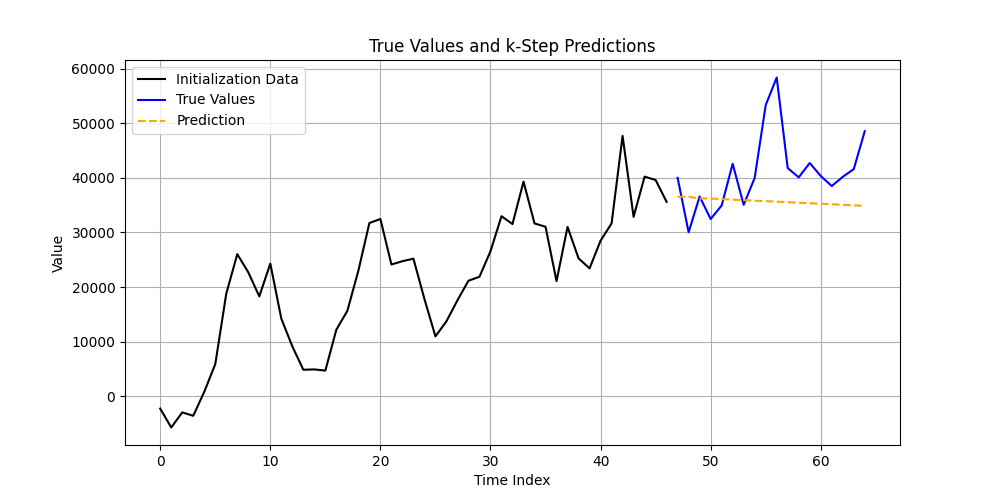 True Values and k-Step Predictions
Initialization Data
True Values
Prediction
Value
60000
50000
40000
30000
20000
10000
0
0 10 20 30 40 50 60
Time Index